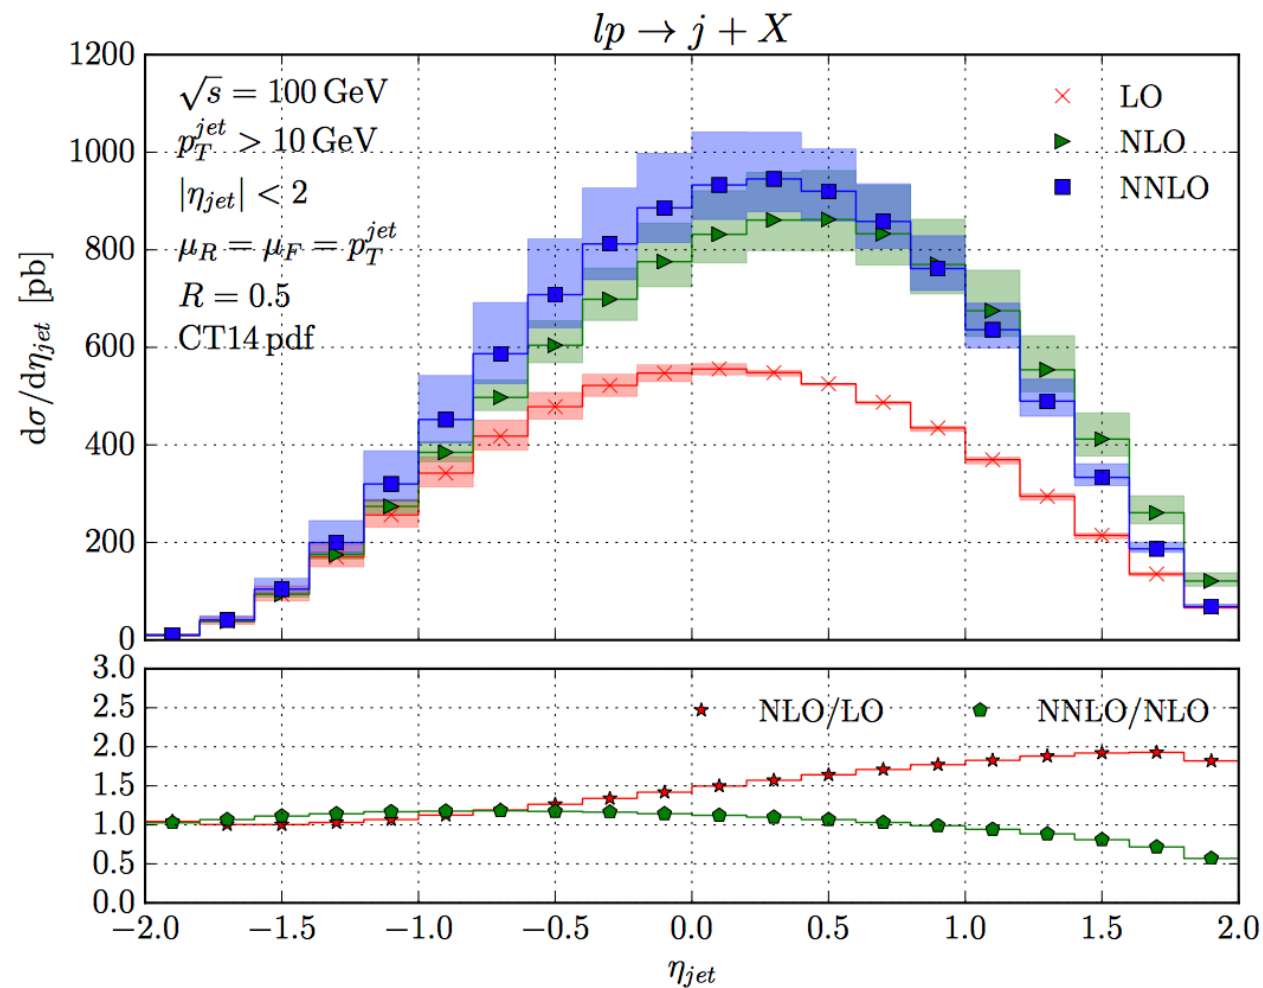 lp → j + X
1200
1000
800
600
400
200
0
dσ/dη_jet [pb]
√s = 100 GeV
p_T^jet > 10 GeV
|η_jet| < 2
μ_R = μ_F = p_T^jet
R = 0.5
CT14 pdf
LO
NLO
NNLO
3.0
2.5
2.0
1.5
1.0
0.5
0.0
NLO/LO NNLO/NLO
−2.0 −1.5 −1.0 −0.5 0.0 0.5 1.0 1.5 2.0
η_jet